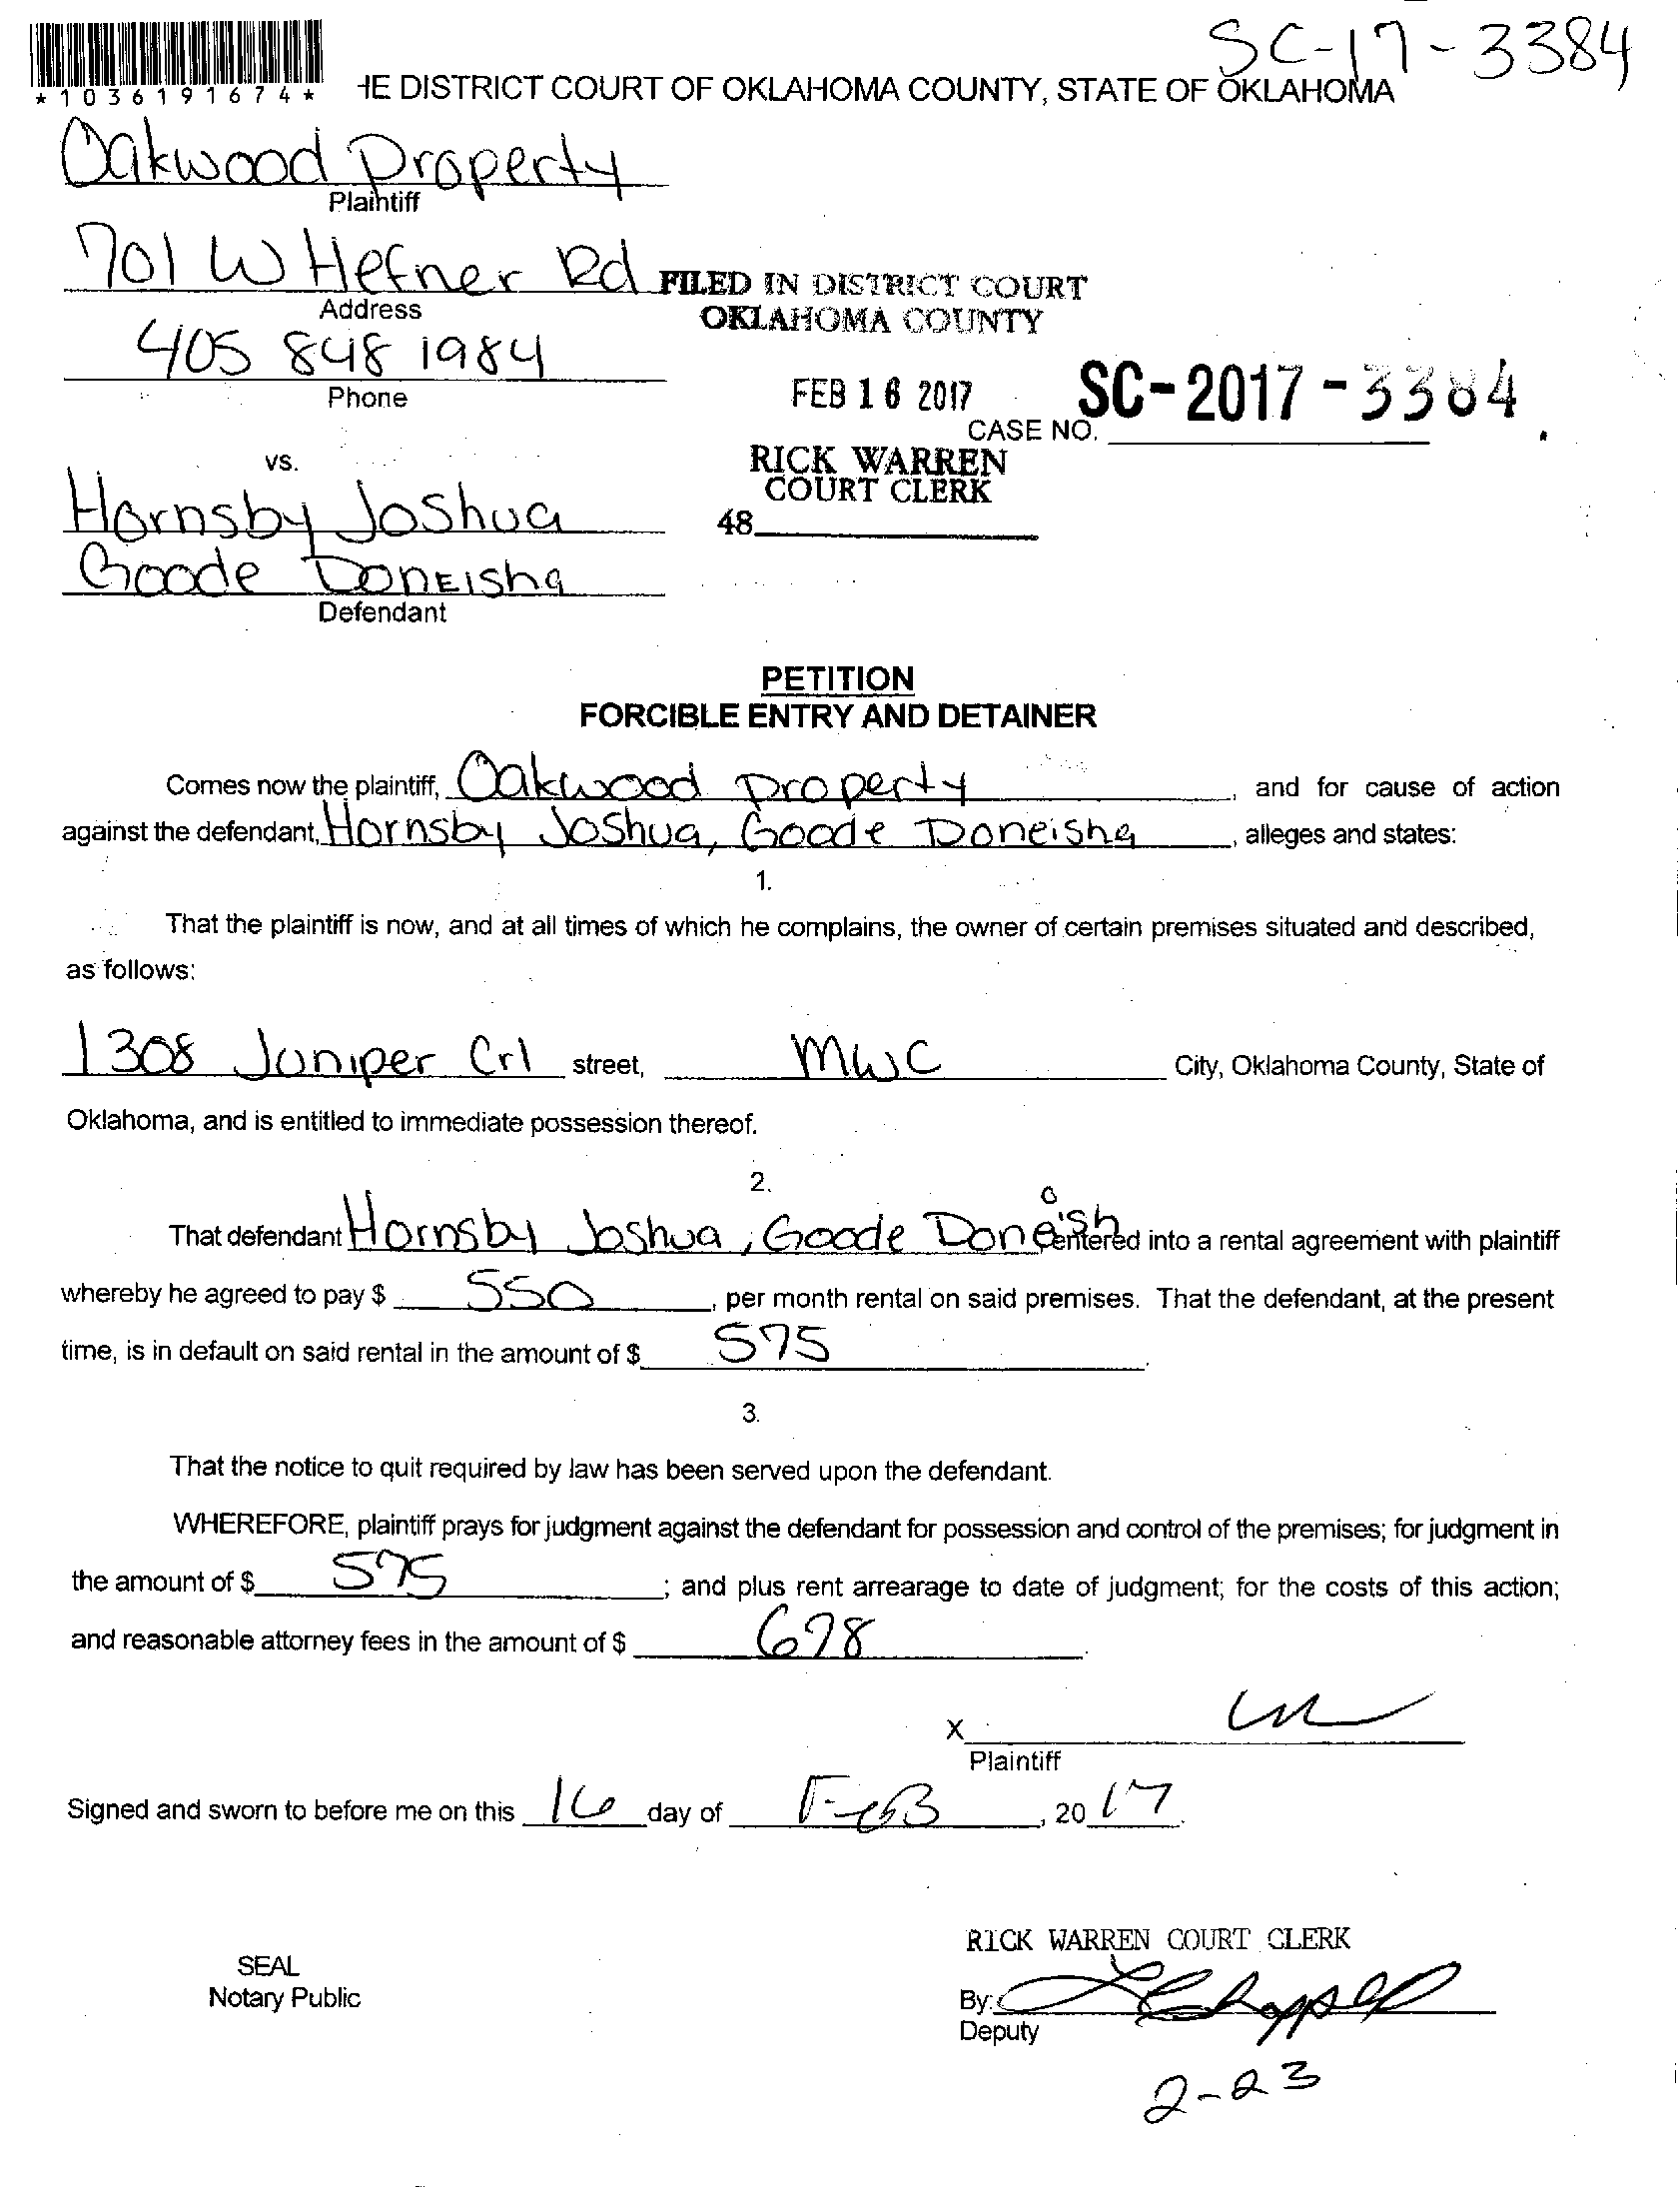 SC-17-3384
*1036191674*
HE DISTRICT COURT OF OKLAHOMA COUNTY, STATE OF OKLAHOMA
Oakwood Property
Plaintiff
701 W Hefner Rd
Address
FILED IN DISTRICT COURT
OKLAHOMA COUNTY
405 848 1984
Phone
FEB 16 2017
CASE NO. SC-2017-3384
vs.
RICK WARREN
COURT CLERK
Hornsby Joshua
48
Goode Doneisha
Defendant
PETITION
FORCIBLE ENTRY AND DETAINER
Comes now the plaintiff, Oakwood Property, and for cause of action
against the defendant, Hornsby Joshua, Goode Doneisha, alleges and states:
1.
That the plaintiff is now, and at all times of which he complains, the owner of certain premises situated and described,
as follows:
1308 Juniper Crl street, MWC City, Oklahoma County, State of
Oklahoma, and is entitled to immediate possession thereof.
2.
That defendant Hornsby Joshua, Goode Doneisha entered into a rental agreement with plaintiff
whereby he agreed to pay $ 550, per month rental on said premises. That the defendant, at the present
time, is in default on said rental in the amount of $ 575.
3.
That the notice to quit required by law has been served upon the defendant.
WHEREFORE, plaintiff prays for judgment against the defendant for possession and control of the premises; for judgment in
the amount of $ 575; and plus rent arrearage to date of judgment; for the costs of this action;
and reasonable attorney fees in the amount of $ 678.
X
Plaintiff
Signed and sworn to before me on this 16 day of FeB, 20 17.
RICK WARREN COURT CLERK
SEAL
Notary Public
By:
Deputy
2-23